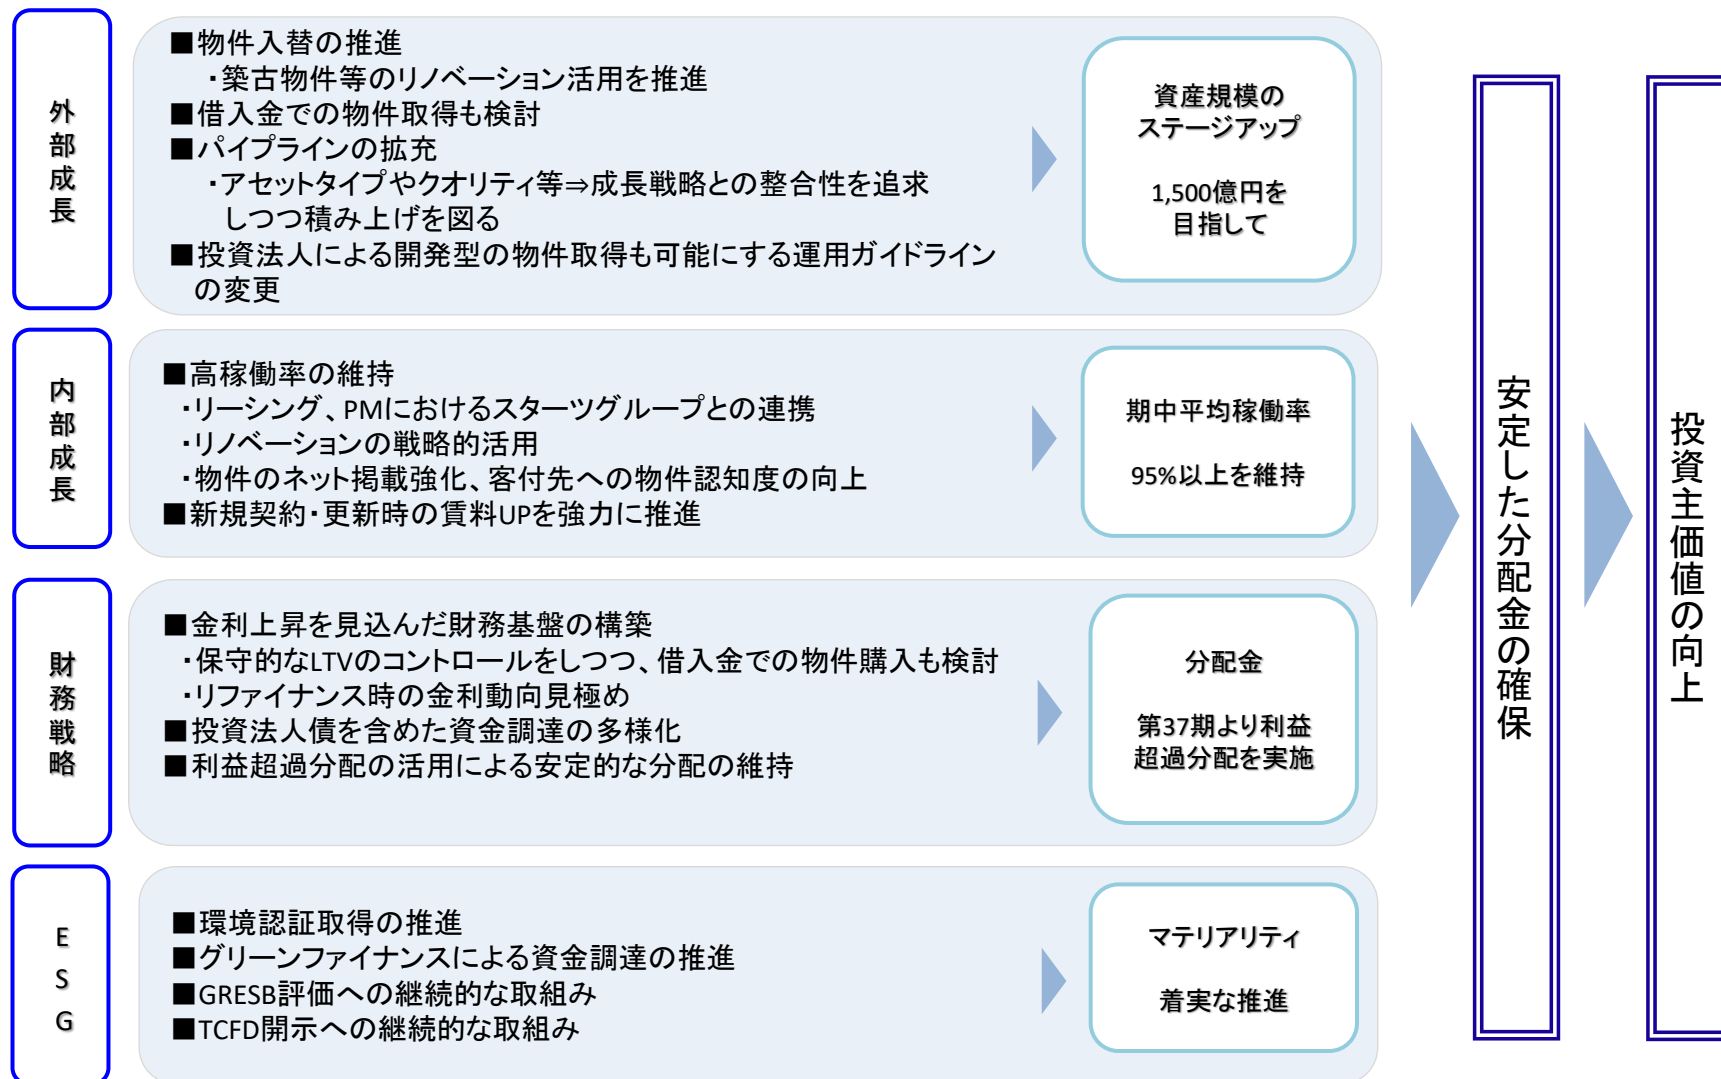 外部成長
■物件入替の推進
・築古物件等のリノベーション活用を推進
■借入金での物件取得も検討
■パイプラインの拡充
・アセットタイプやクオリティ等⇒成長戦略との整合性を追求
しつつ積み上げを図る
■投資法人による開発型の物件取得も可能にする運用ガイドライン
の変更
資産規模の
ステージアップ
1,500億円を
目指して
内部成長
■高稼働率の維持
・リーシング、PMにおけるスターツグループとの連携
・リノベーションの戦略的活用
・物件のネット掲載強化、客付先への物件認知度の向上
■新規契約・更新時の賃料UPを強力に推進
期中平均稼働率
95%以上を維持
財務戦略
■金利上昇を見込んだ財務基盤の構築
・保守的なLTVのコントロールをしつつ、借入金での物件購入も検討
・リファイナンス時の金利動向見極め
■投資法人債を含めた資金調達の多様化
■利益超過分配の活用による安定的な分配の維持
分配金
第37期より利益
超過分配を実施
ESG
■環境認証取得の推進
■グリーンファイナンスによる資金調達の推進
■GRESB評価への継続的な取組み
■TCFD開示への継続的な取組み
マテリアリティ
着実な推進
安定した分配金の確保
投資主価値の向上